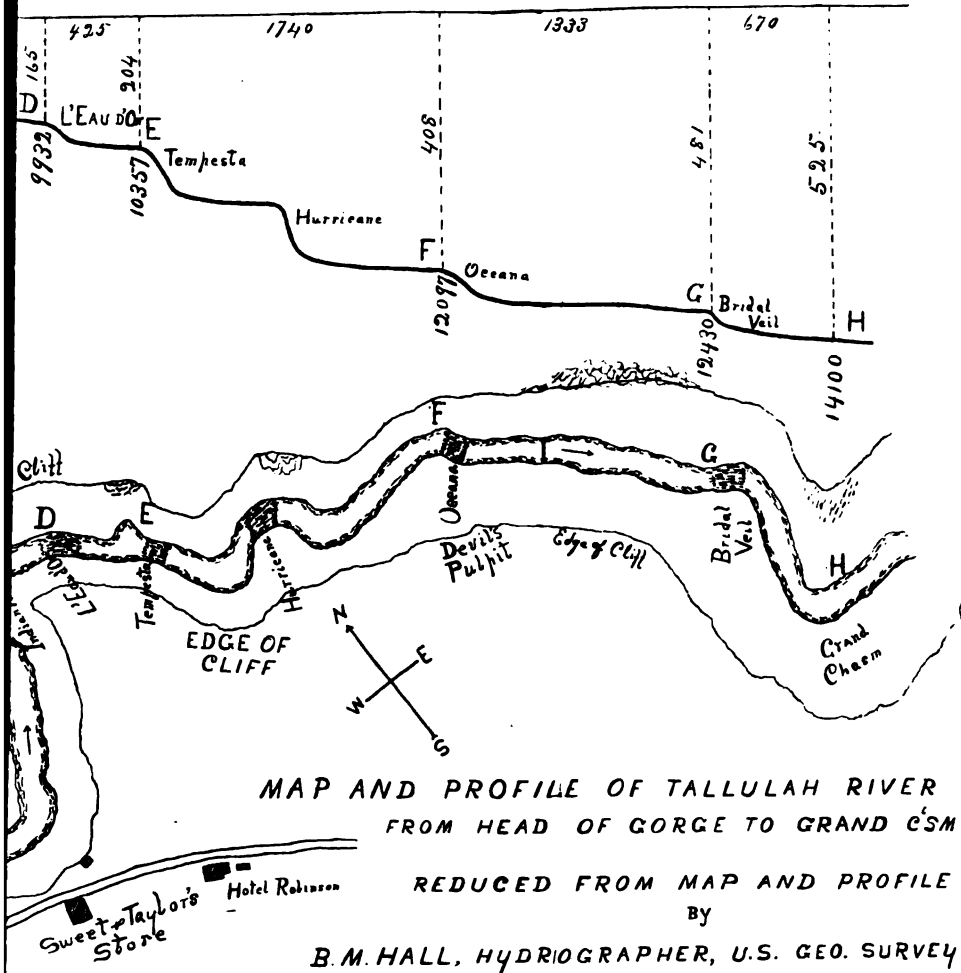 425 1740 1333 670
165 204 408 481 525
D L'EAU D'Or E
Tempesta
Hurricane
F Oceana
G Bridal
Veil
H
9932 10357 12097 12430 14100
Cliff
D E F G H
L'Eau d'O
Tempesta
Hurricane
Oceana
Devil's
Pulpit
Edge of Cliff
Bridal
Veil
Grand
Chasm
Indian
EDGE OF
CLIFF
N
E
W
S
MAP AND PROFILE OF TALLULAH RIVER
FROM HEAD OF GORGE TO GRAND C'SM
REDUCED FROM MAP AND PROFILE
By
B.M. HALL, HYDRIOGRAPHER, U.S. GEO. SURVEY
Hotel Robinson
Sweet & Taylor's
Store